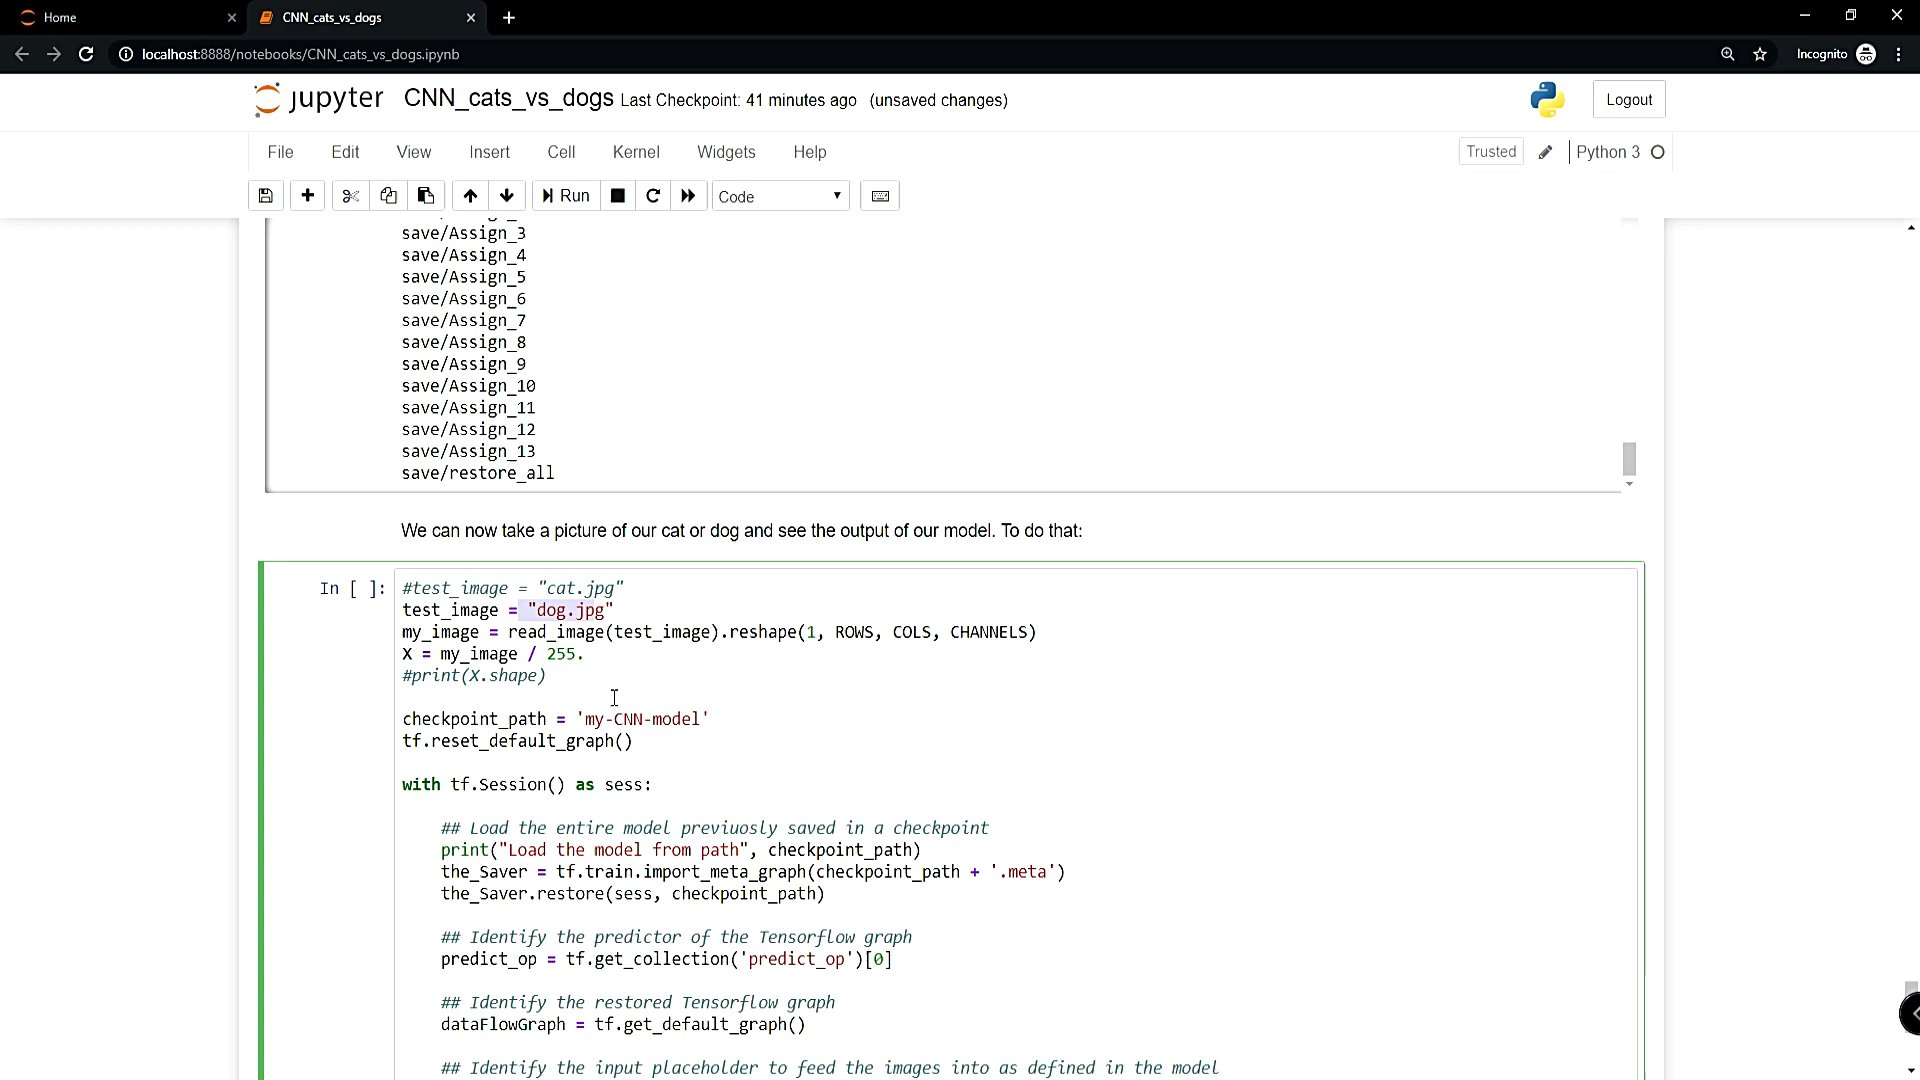 Home
CNN_cats_vs_dogs
localhost:8888/notebooks/CNN_cats_vs_dogs.ipynb
Incognito
jupyter CNN_cats_vs_dogs Last Checkpoint: 41 minutes ago (unsaved changes)
Logout
File Edit View Insert Cell Kernel Widgets Help
Trusted Python 3
Run Code
save/Assign_3
save/Assign_4
save/Assign_5
save/Assign_6
save/Assign_7
save/Assign_8
save/Assign_9
save/Assign_10
save/Assign_11
save/Assign_12
save/Assign_13
save/restore_all
We can now take a picture of our cat or dog and see the output of our model. To do that:
In [ ]: #test_image = "cat.jpg"
test_image = "dog.jpg"
my_image = read_image(test_image).reshape(1, ROWS, COLS, CHANNELS)
X = my_image / 255.
#print(X.shape)
checkpoint_path = 'my-CNN-model'
tf.reset_default_graph()
with tf.Session() as sess:
## Load the entire model previuosly saved in a checkpoint
print("Load the model from path", checkpoint_path)
the_Saver = tf.train.import_meta_graph(checkpoint_path + '.meta')
the_Saver.restore(sess, checkpoint_path)
## Identify the predictor of the Tensorflow graph
predict_op = tf.get_collection('predict_op')[0]
## Identify the restored Tensorflow graph
dataFlowGraph = tf.get_default_graph()
## Identify the input placeholder to feed the images into as defined in the model